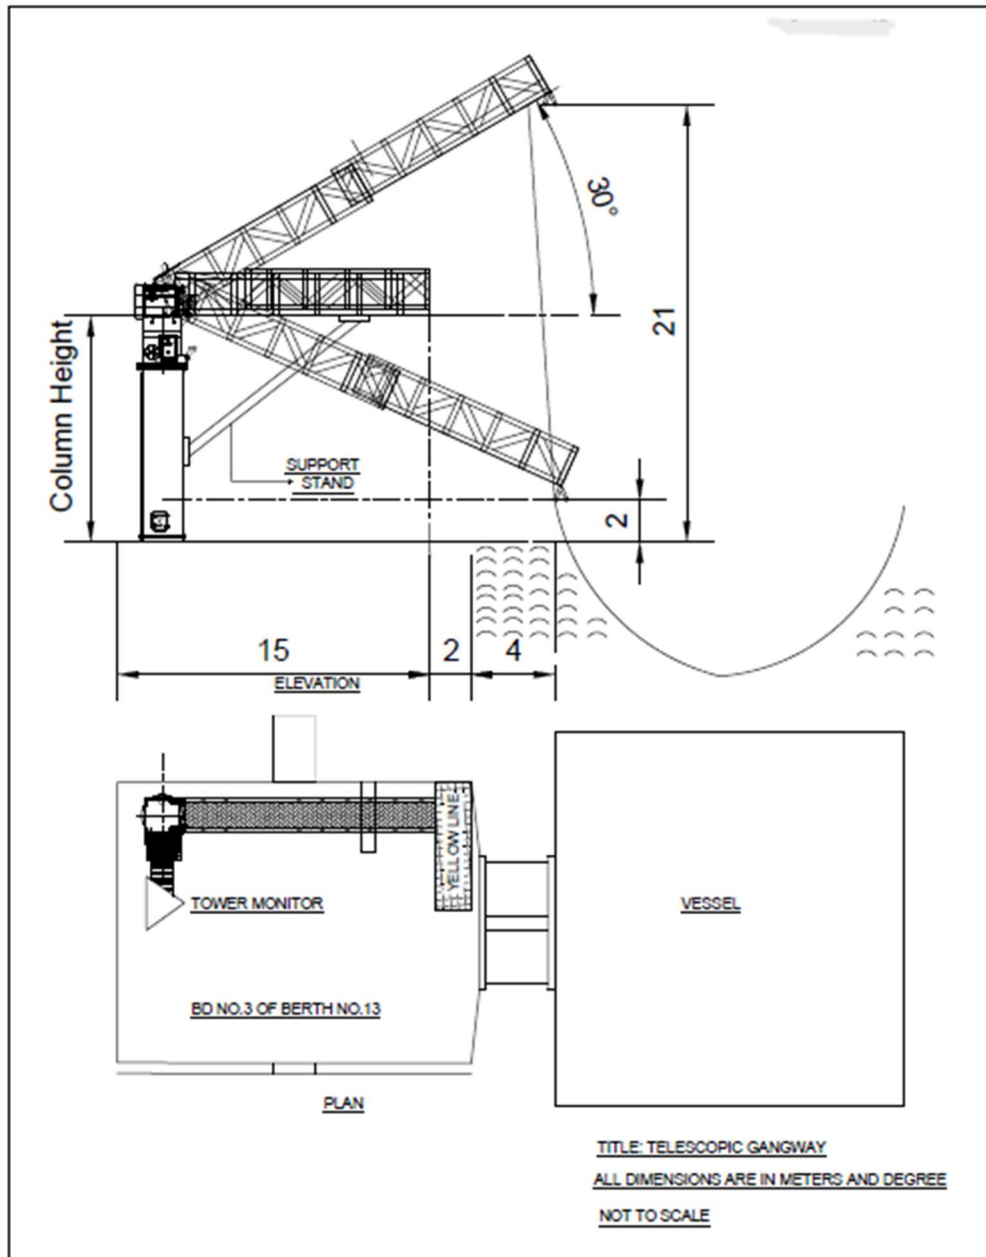 30°
21
Column Height
SUPPORT
STAND
2
15
2
4
ELEVATION
YELLOW LINE
TOWER MONITOR
VESSEL
BD NO.3 OF BERTH NO.13
PLAN
TITLE: TELESCOPIC GANGWAY
ALL DIMENSIONS ARE IN METERS AND DEGREE
NOT TO SCALE